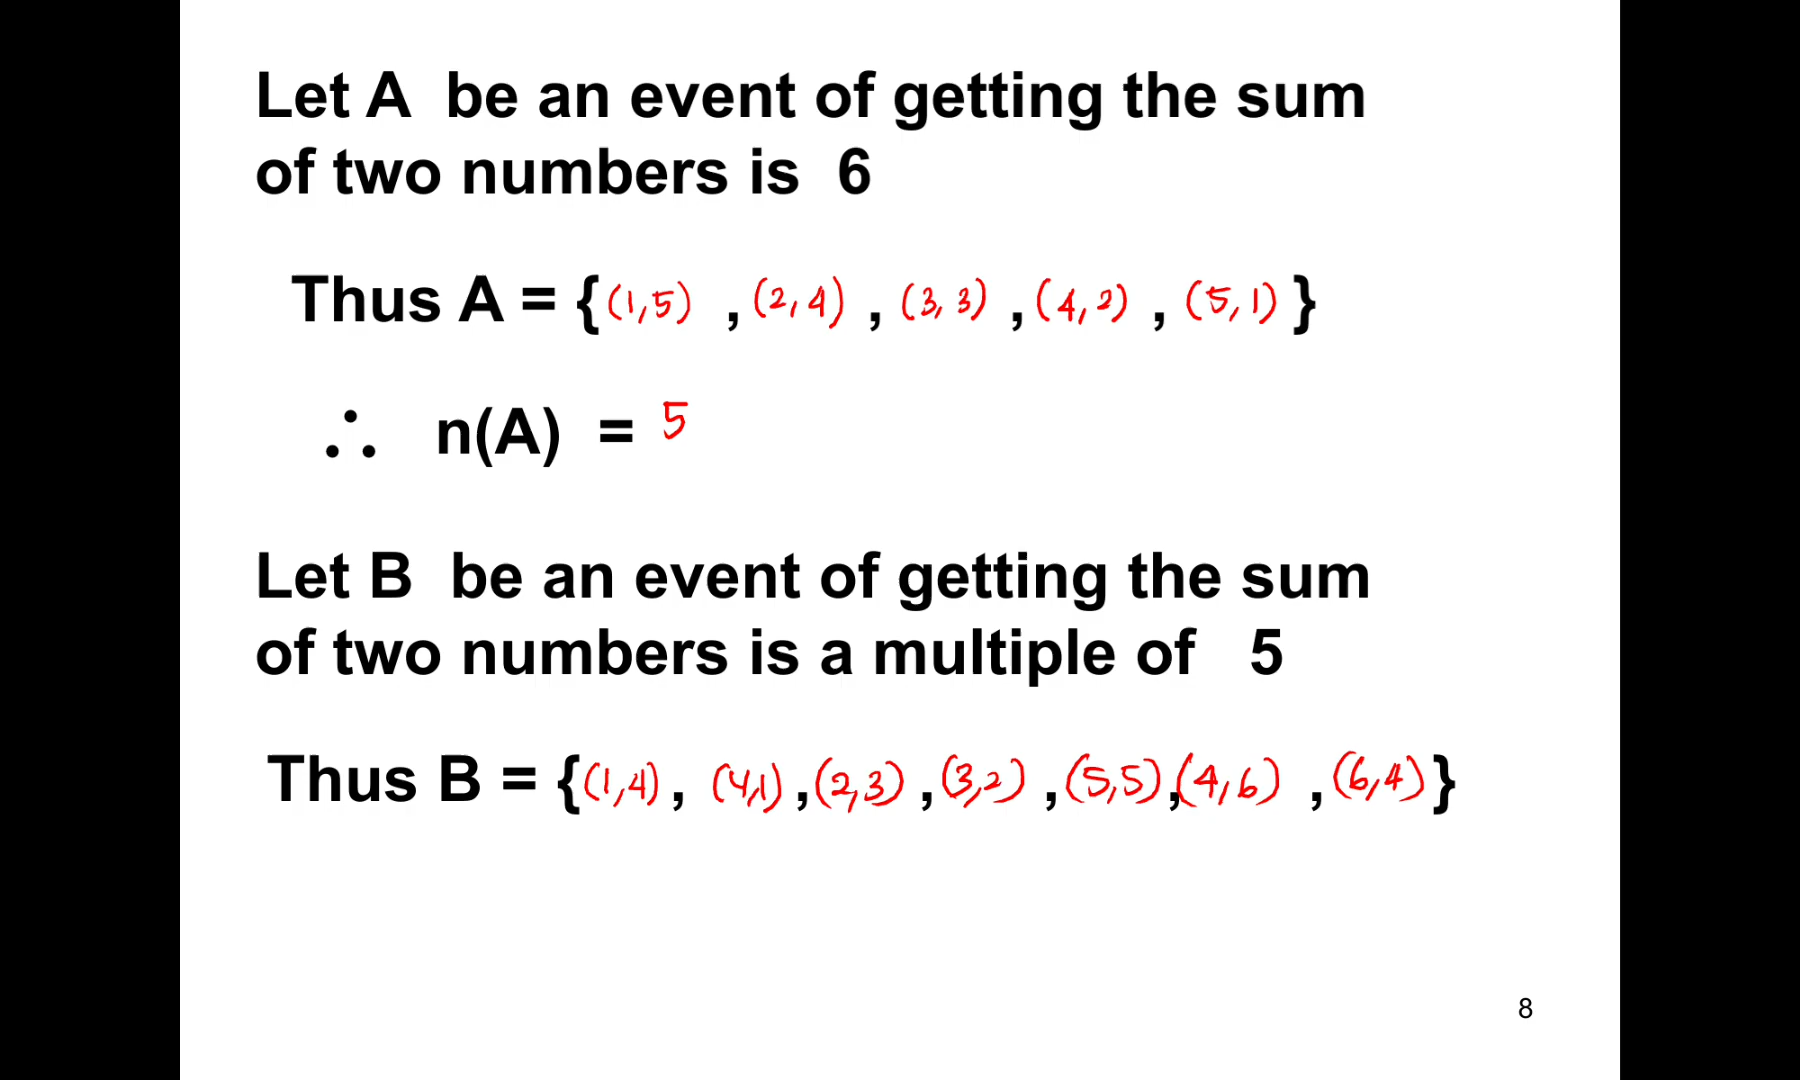 Let A be an event of getting the sum
of two numbers is 6
Thus A = {(1,5) , (2,4) , (3,3) , (4,2) , (5,1) }
∴ n(A) = 5
Let B be an event of getting the sum
of two numbers is a multiple of 5
Thus B = {(1,4) , (4,1) , (2,3) , (3,2) , (5,5) , (4,6) , (6,4) }
8